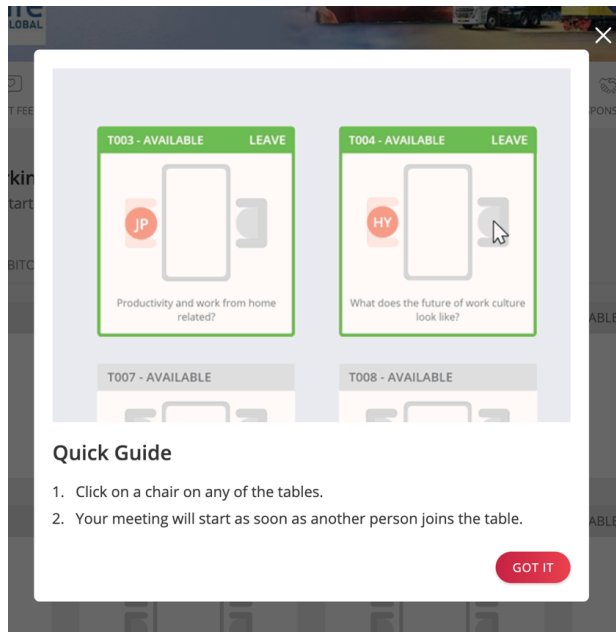 GLOBAL
T003 - AVAILABLE LEAVE
T004 - AVAILABLE LEAVE
JP
HY
Productivity and work from home
related?
What does the future of work culture
look like?
T007 - AVAILABLE
T008 - AVAILABLE
Quick Guide
1. Click on a chair on any of the tables.
2. Your meeting will start as soon as another person joins the table.
GOT IT